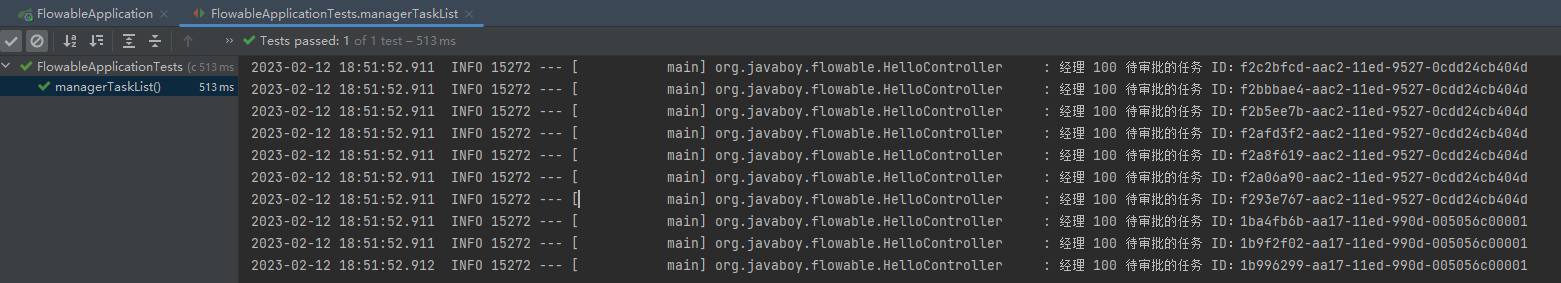 FlowableApplication × FlowableApplicationTests.managerTaskList ×
» Tests passed: 1 of 1 test – 513 ms
FlowableApplicationTests (c 513 ms
managerTaskList() 513 ms
2023-02-12 18:51:52.911  INFO 15272 --- [           main] org.javaboy.flowable.HelloController     : 经理 100 待审批的任务 ID：f2c2bfcd-aac2-11ed-9527-0cdd24cb404d
2023-02-12 18:51:52.911  INFO 15272 --- [           main] org.javaboy.flowable.HelloController     : 经理 100 待审批的任务 ID：f2bbbae4-aac2-11ed-9527-0cdd24cb404d
2023-02-12 18:51:52.911  INFO 15272 --- [           main] org.javaboy.flowable.HelloController     : 经理 100 待审批的任务 ID：f2b5ee7b-aac2-11ed-9527-0cdd24cb404d
2023-02-12 18:51:52.911  INFO 15272 --- [           main] org.javaboy.flowable.HelloController     : 经理 100 待审批的任务 ID：f2afd3f2-aac2-11ed-9527-0cdd24cb404d
2023-02-12 18:51:52.911  INFO 15272 --- [           main] org.javaboy.flowable.HelloController     : 经理 100 待审批的任务 ID：f2a8f619-aac2-11ed-9527-0cdd24cb404d
2023-02-12 18:51:52.911  INFO 15272 --- [           main] org.javaboy.flowable.HelloController     : 经理 100 待审批的任务 ID：f2a06a90-aac2-11ed-9527-0cdd24cb404d
2023-02-12 18:51:52.911  INFO 15272 --- [           main] org.javaboy.flowable.HelloController     : 经理 100 待审批的任务 ID：f293e767-aac2-11ed-9527-0cdd24cb404d
2023-02-12 18:51:52.911  INFO 15272 --- [           main] org.javaboy.flowable.HelloController     : 经理 100 待审批的任务 ID：1ba4fb6b-aa17-11ed-990d-005056c00001
2023-02-12 18:51:52.911  INFO 15272 --- [           main] org.javaboy.flowable.HelloController     : 经理 100 待审批的任务 ID：1b9f2f02-aa17-11ed-990d-005056c00001
2023-02-12 18:51:52.912  INFO 15272 --- [           main] org.javaboy.flowable.HelloController     : 经理 100 待审批的任务 ID：1b996299-aa17-11ed-990d-005056c00001